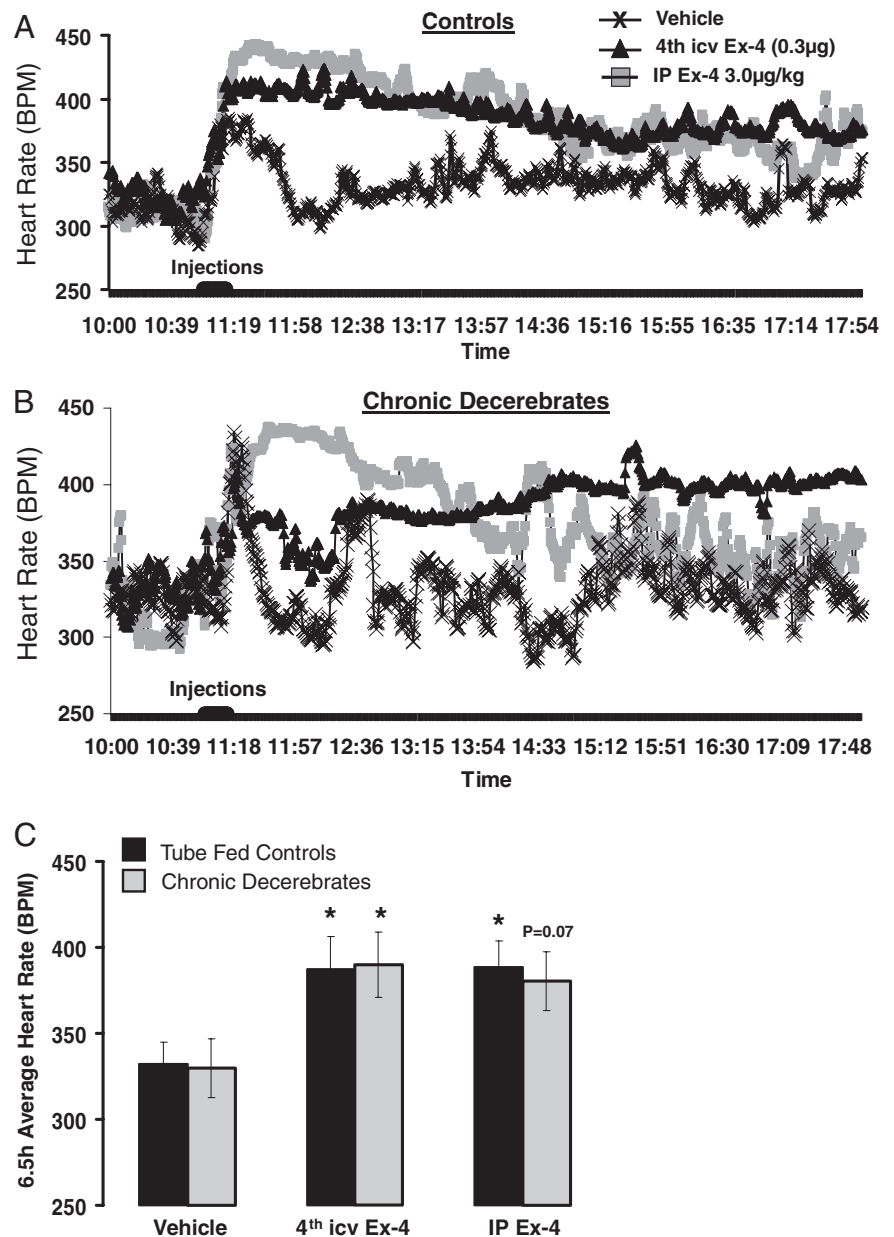 A
Controls
Vehicle
4th icv Ex-4 (0.3µg)
IP Ex-4 3.0µg/kg
Heart Rate (BPM)
450
400
350
300
250
Injections
10:00 10:39 11:19 11:58 12:38 13:17 13:57 14:36 15:16 15:55 16:35 17:14 17:54
Time
B
Chronic Decerebrates
Heart Rate (BPM)
450
400
350
300
250
Injections
10:00 10:39 11:18 11:57 12:36 13:15 13:54 14:33 15:12 15:51 16:30 17:09 17:48
Time
C
Tube Fed Controls
Chronic Decerebrates
6.5h Average Heart Rate (BPM)
450
400
350
300
250
* * * P=0.07
Vehicle 4th icv Ex-4 IP Ex-4